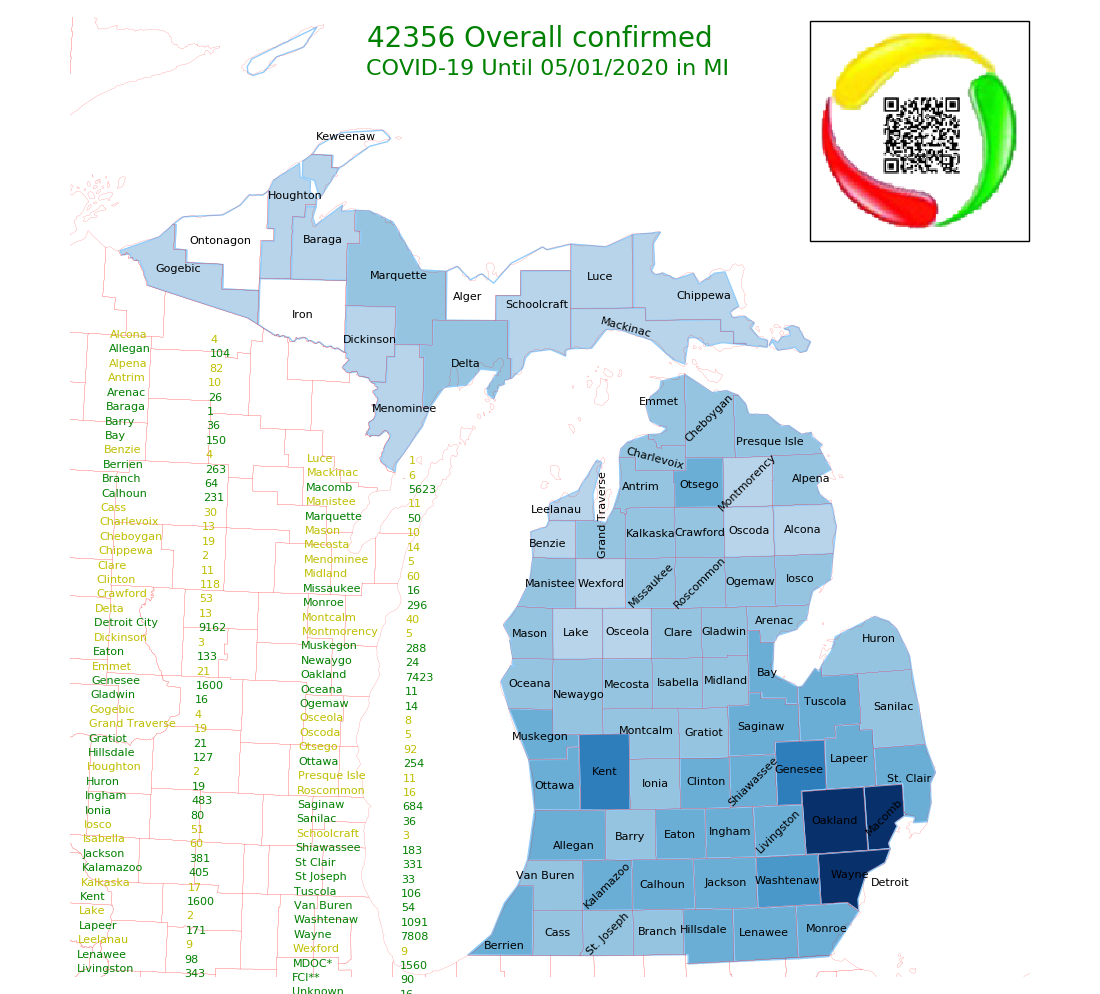 42356 Overall confirmed
COVID-19 Until 05/01/2020 in MI
Keweenaw
Houghton
Ontonagon
Baraga
Gogebic
Marquette
Luce
Alger
Chippewa
Schoolcraft
Iron
Mackinac
Dickinson
Delta
Menominee
Emmet
Cheboygan
Presque Isle
Charlevoix
Antrim
Otsego
Montmorency
Alpena
Leelanau
Grand Traverse
Kalkaska
Crawford
Oscoda
Alcona
Benzie
Manistee
Wexford
Missaukee
Roscommon
Ogemaw
Iosco
Mason
Lake
Osceola
Clare
Gladwin
Arenac
Huron
Oceana
Newaygo
Mecosta
Isabella
Midland
Bay
Tuscola
Sanilac
Muskegon
Montcalm
Gratiot
Saginaw
Ottawa
Kent
Ionia
Clinton
Shiawassee
Genesee
Lapeer
St. Clair
Allegan
Barry
Eaton
Ingham
Livingston
Oakland
Macomb
Van Buren
Kalamazoo
Calhoun
Jackson
Washtenaw
Wayne
Detroit
Berrien
Cass
St. Joseph
Branch
Hillsdale
Lenawee
Monroe
Alcona 4
Allegan 104
Alpena 82
Antrim 10
Arenac 26
Baraga 1
Barry 36
Bay 150
Benzie 4
Berrien 263
Branch 64
Calhoun 231
Cass 30
Charlevoix 13
Cheboygan 19
Chippewa 2
Clare 11
Clinton 118
Crawford 53
Delta 13
Detroit City 9162
Dickinson 3
Eaton 133
Emmet 21
Genesee 1600
Gladwin 16
Gogebic 4
Grand Traverse 19
Gratiot 21
Hillsdale 127
Houghton 2
Huron 19
Ingham 483
Ionia 80
Iosco 51
Isabella 60
Jackson 381
Kalamazoo 405
Kalkaska 17
Kent 1600
Lake 2
Lapeer 171
Leelanau 9
Lenawee 98
Livingston 343
Luce 1
Mackinac 6
Macomb 5623
Manistee 11
Marquette 50
Mason 10
Mecosta 14
Menominee 5
Midland 60
Missaukee 16
Monroe 296
Montcalm 40
Montmorency 5
Muskegon 288
Newaygo 24
Oakland 7423
Oceana 11
Ogemaw 14
Osceola 8
Oscoda 5
Otsego 92
Ottawa 254
Presque Isle 11
Roscommon 16
Saginaw 684
Sanilac 36
Schoolcraft 3
Shiawassee 183
St Clair 331
St Joseph 33
Tuscola 106
Van Buren 54
Washtenaw 1091
Wayne 7808
Wexford 9
MDOC* 1560
FCI** 90
Unknown 16